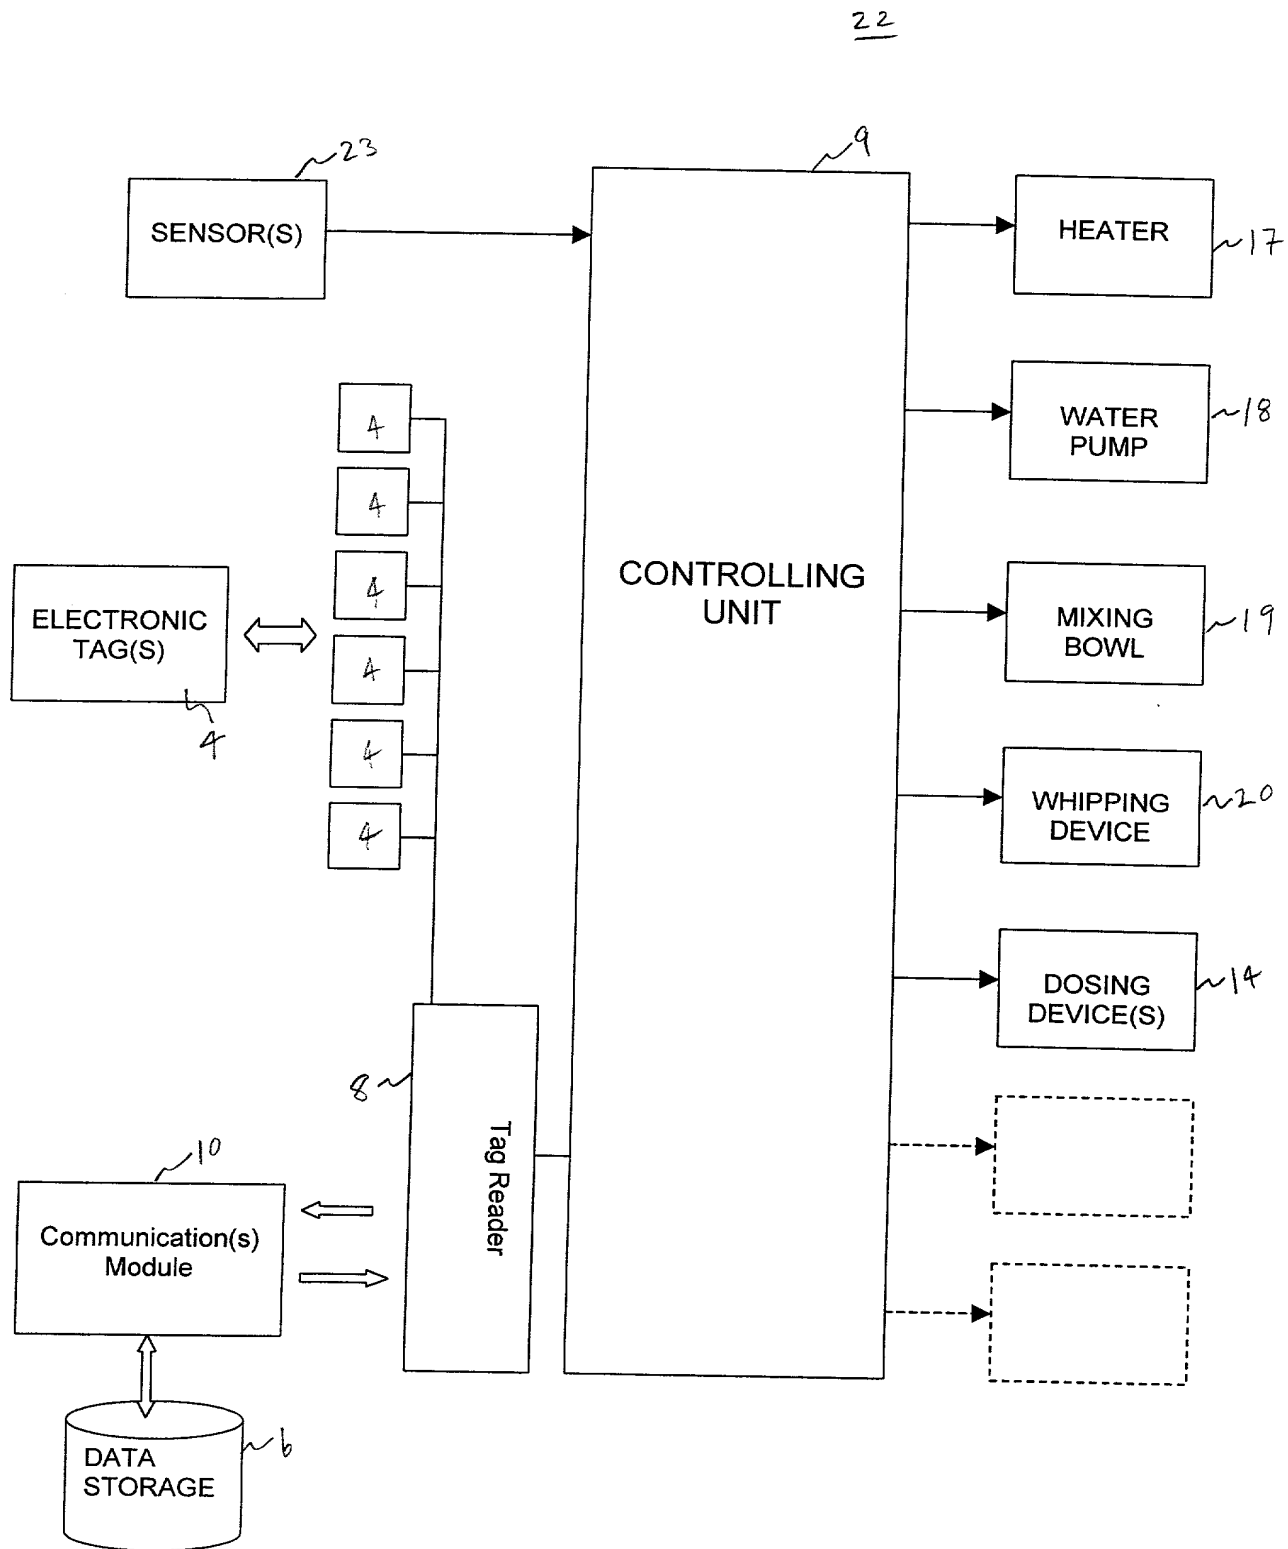 22
23
9
SENSOR(S)
HEATER
17
4
WATER
PUMP
18
4
4
CONTROLLING
UNIT
ELECTRONIC
TAG(S)
4
MIXING
BOWL
19
4
4
4
WHIPPING
DEVICE
20
DOSING
DEVICE(S)
14
8
Tag Reader
10
Communication(s)
Module
DATA
STORAGE
6